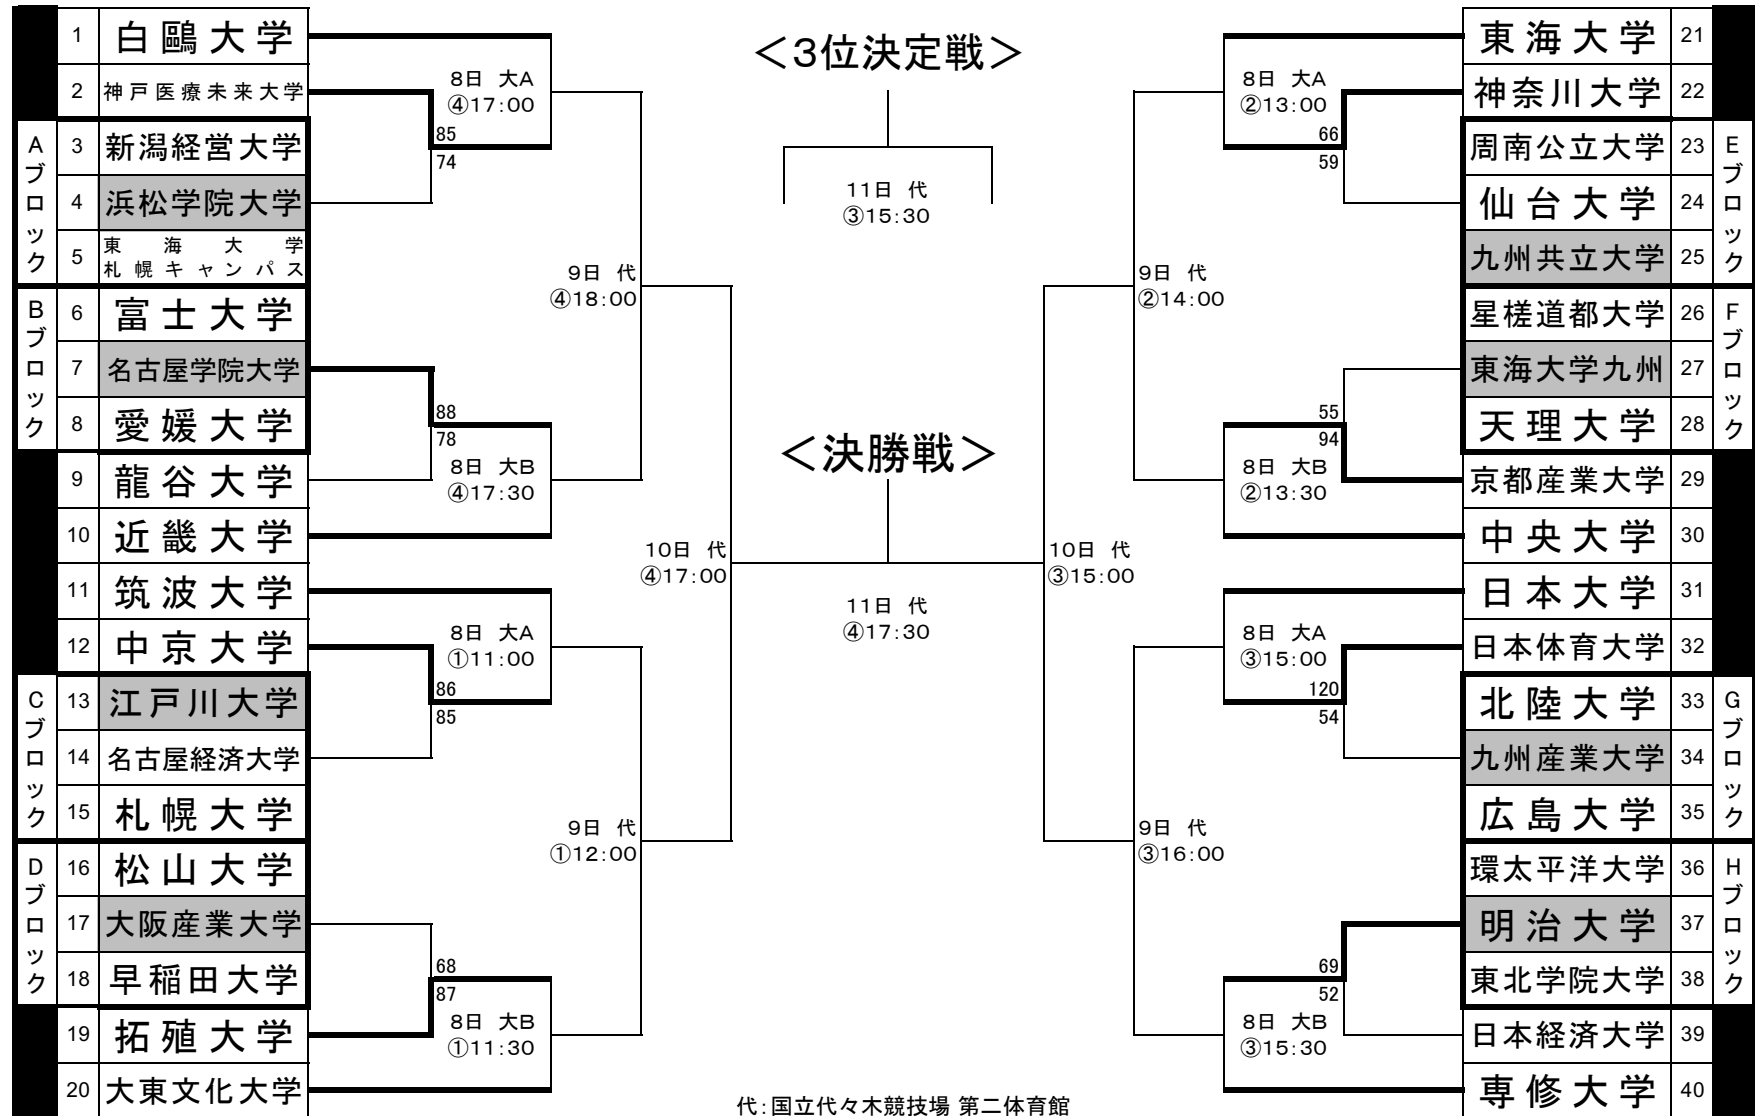 1 白鷗大学
2 神戸医療未来大学
Aブロック
3 新潟経営大学
4 浜松学院大学
5 東海大学
札幌キャンパス
Bブロック
6 富士大学
7 名古屋学院大学
8 愛媛大学
9 龍谷大学
10 近畿大学
11 筑波大学
12 中京大学
Cブロック
13 江戸川大学
14 名古屋経済大学
15 札幌大学
Dブロック
16 松山大学
17 大阪産業大学
18 早稲田大学
19 拓殖大学
20 大東文化大学
8日 大A
④17:00
85
74
88
78
8日 大B
④17:30
8日 大A
①11:00
86
85
68
87
8日 大B
①11:30
9日 代
④18:00
9日 代
①12:00
10日 代
④17:00
<3位決定戦>
11日 代
③15:30
<決勝戦>
11日 代
④17:30
10日 代
③15:00
9日 代
②14:00
9日 代
③16:00
8日 大A
②13:00
66
59
55
94
8日 大B
②13:30
8日 大A
③15:00
120
54
69
52
8日 大B
③15:30
東海大学 21
神奈川大学 22
周南公立大学 23
仙台大学 24
九州共立大学 25
Eブロック
星槎道都大学 26
東海大学九州 27
天理大学 28
Fブロック
京都産業大学 29
中央大学 30
日本大学 31
日本体育大学 32
北陸大学 33
九州産業大学 34
広島大学 35
Gブロック
環太平洋大学 36
明治大学 37
東北学院大学 38
Hブロック
日本経済大学 39
専修大学 40
代:国立代々木競技場 第二体育館